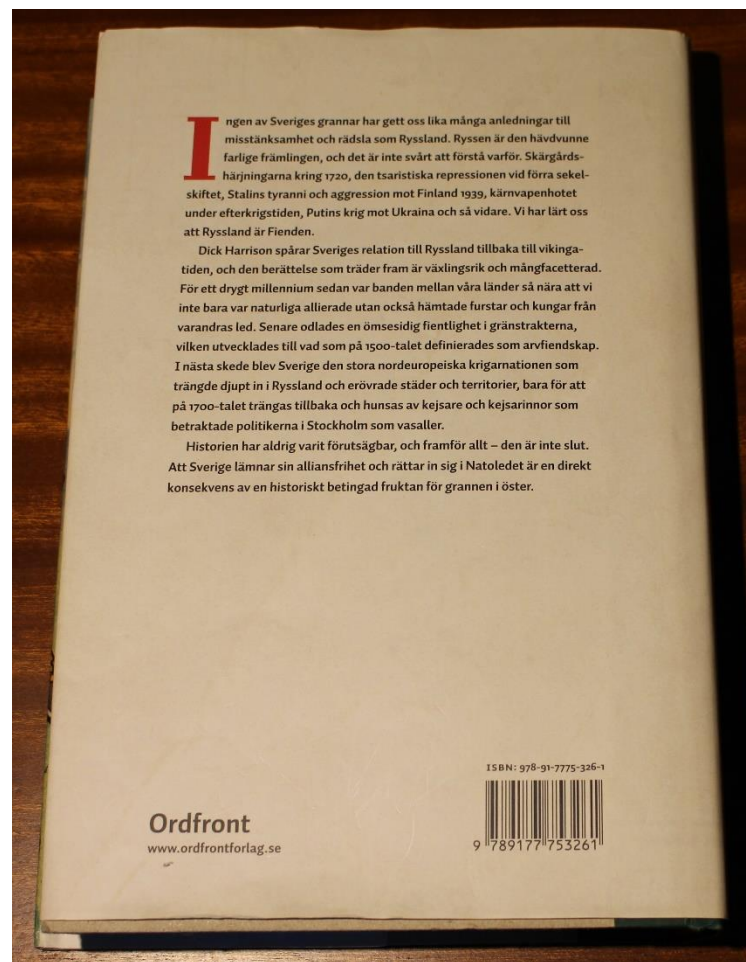 Ingen av Sveriges grannar har gett oss lika många anledningar till
misstänksamhet och rädsla som Ryssland. Ryssen är den hävdvunne
farlige främlingen, och det är inte svårt att förstå varför. Skärgårds-
härjningarna kring 1720, den tsaristiska repressionen vid förra sekel-
skiftet, Stalins tyranni och aggression mot Finland 1939, kärnvapenhotet
under efterkrigstiden, Putins krig mot Ukraina och så vidare. Vi har lärt oss
att Ryssland är Fienden.
Dick Harrison spårar Sveriges relation till Ryssland tillbaka till vikinga-
tiden, och den berättelse som träder fram är växlingsrik och mångfacetterad.
För ett drygt millennium sedan var banden mellan våra länder så nära att vi
inte bara var naturliga allierade utan också hämtade furstar och kungar från
varandras led. Senare odlades en ömsesidig fientlighet i gränstrakterna,
vilken utvecklades till vad som på 1500-talet definierades som arvfiendskap.
I nästa skede blev Sverige den stora nordeuropeiska krigarnationen som
trängde djupt in i Ryssland och erövrade städer och territorier, bara för att
på 1700-talet trängas tillbaka och hunsas av kejsare och kejsarinnor som
betraktade politikerna i Stockholm som vasaller.
Historien har aldrig varit förutsägbar, och framför allt – den är inte slut.
Att Sverige lämnar sin alliansfrihet och rättar in sig i Natoledet är en direkt
konsekvens av en historiskt betingad fruktan för grannen i öster.
ISBN: 978-91-7775-326-1
9 789177 753261
Ordfront
www.ordfrontforlag.se